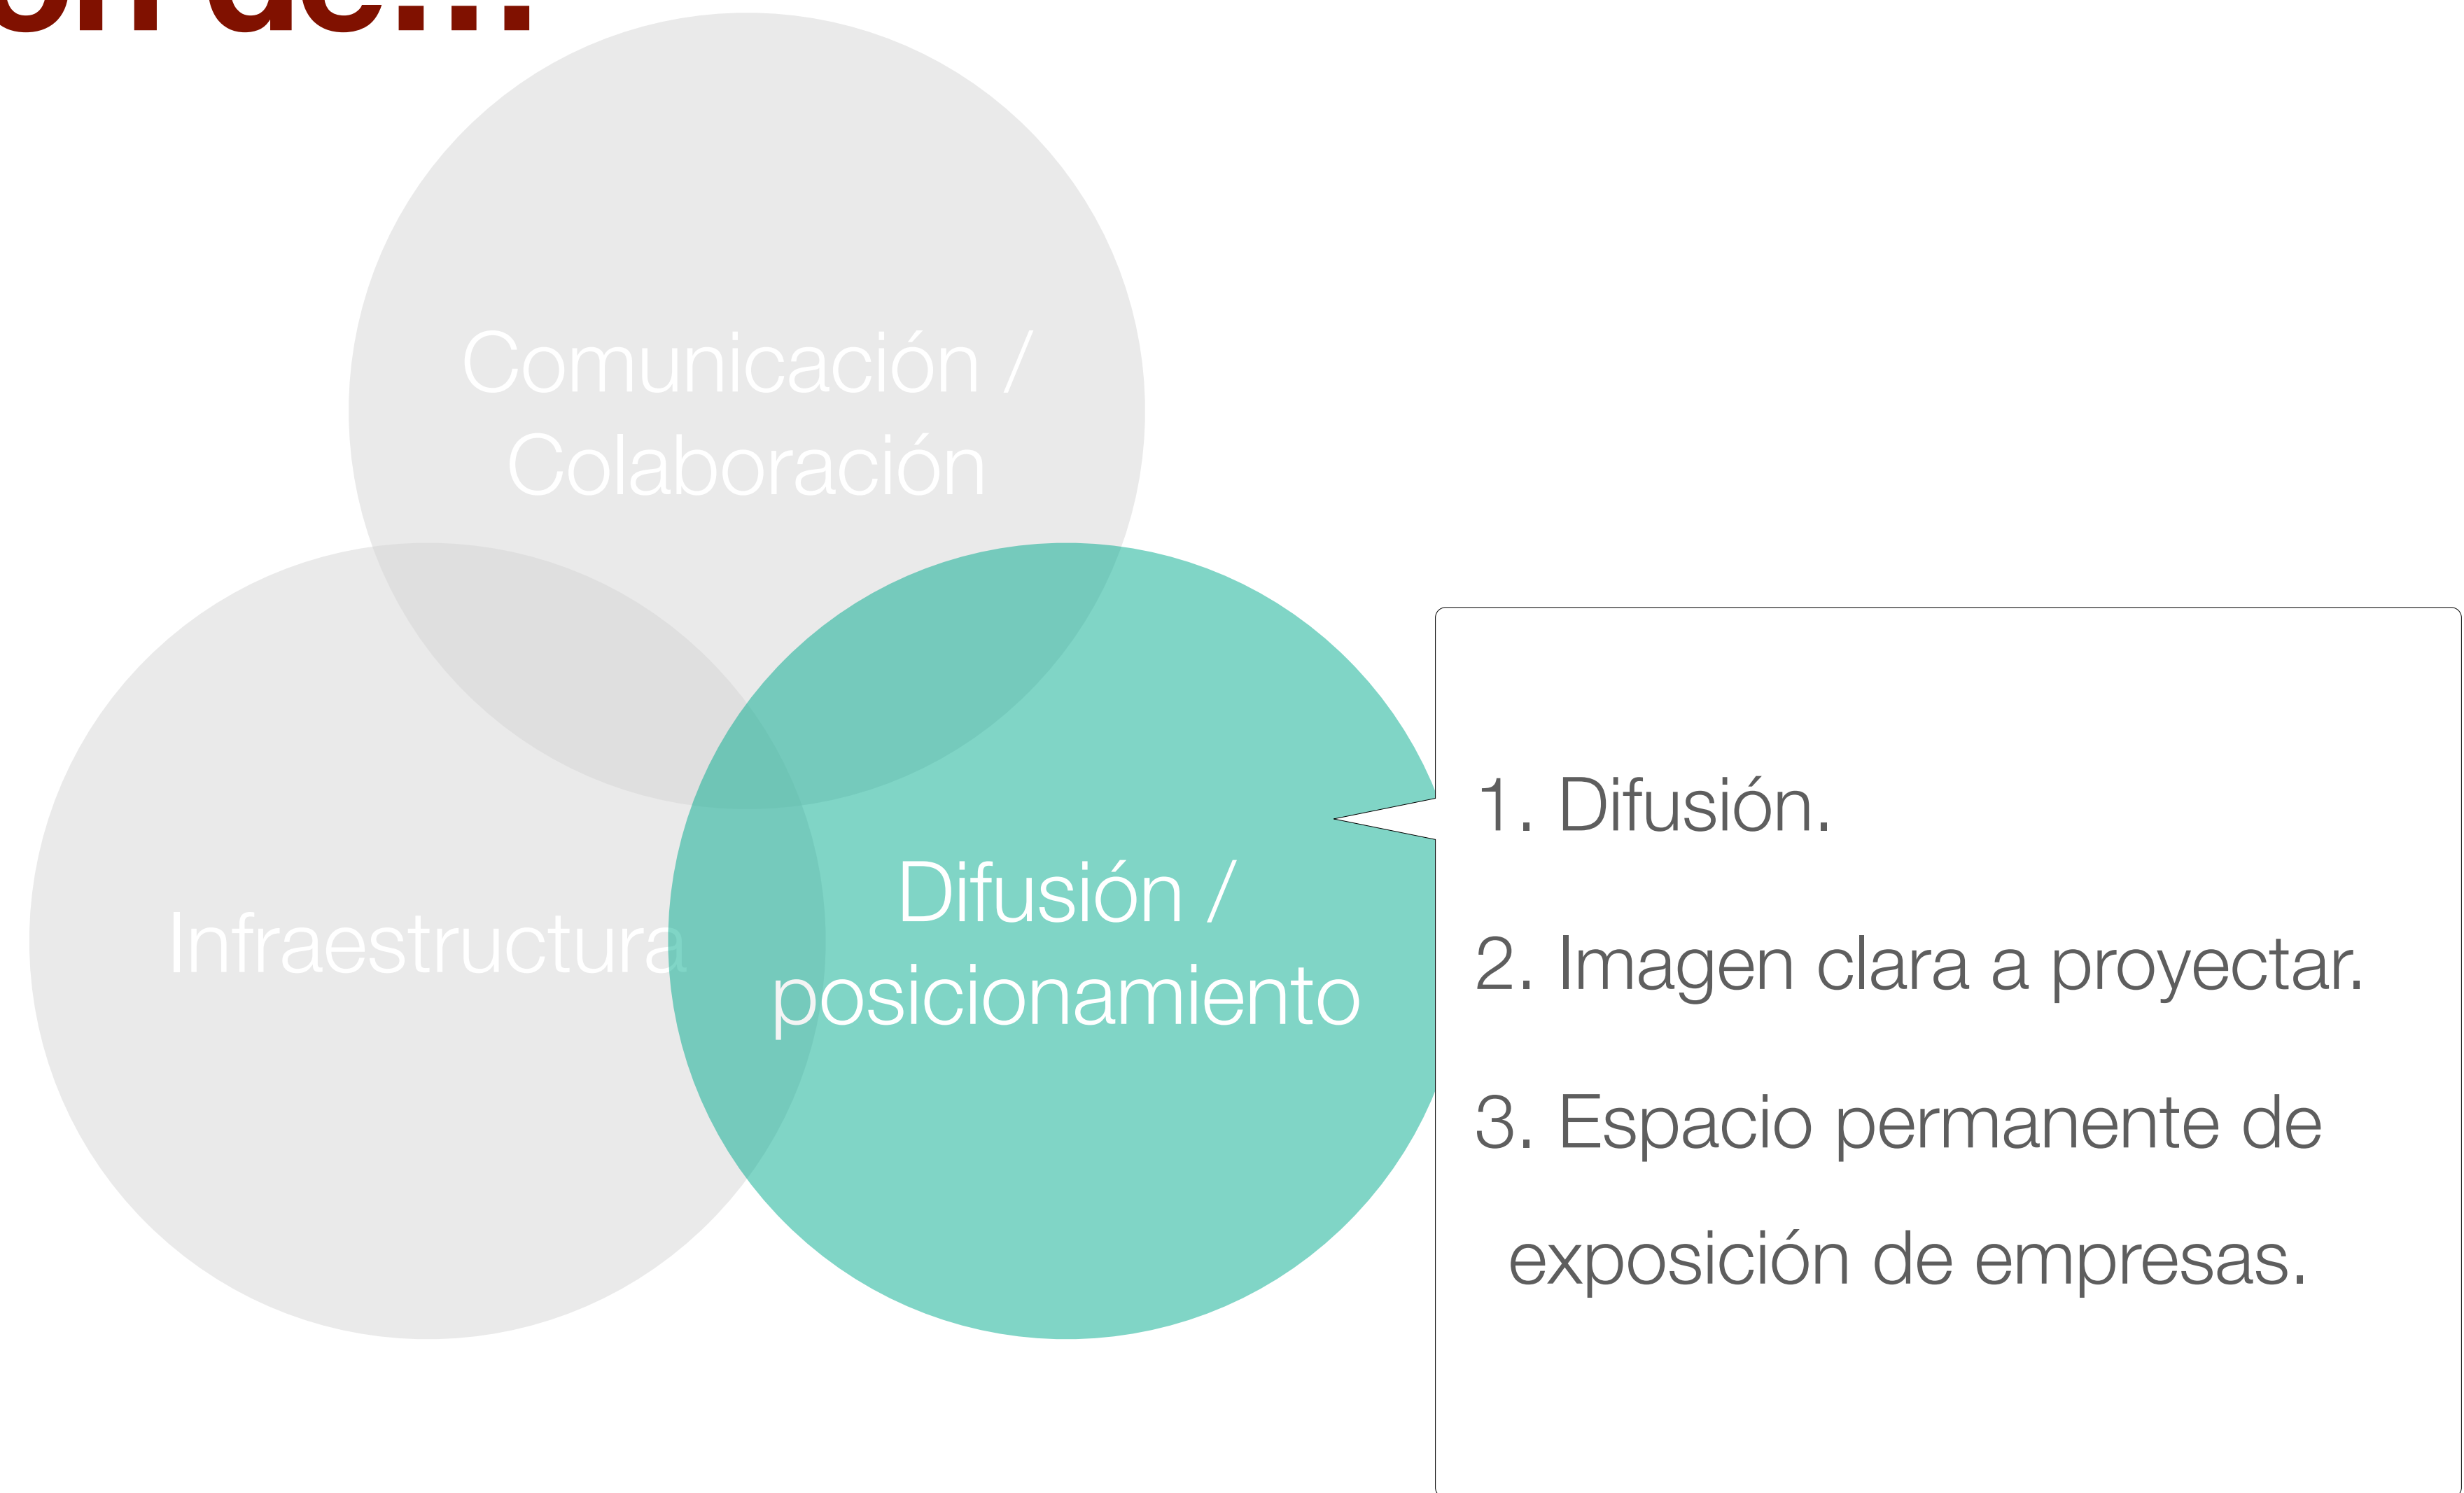 Comunicación /
Colaboración
Infraestructura
Difusión /
posicionamiento
1. Difusión.
2. Imagen clara a proyectar.
3. Espacio permanente de
exposición de empresas.